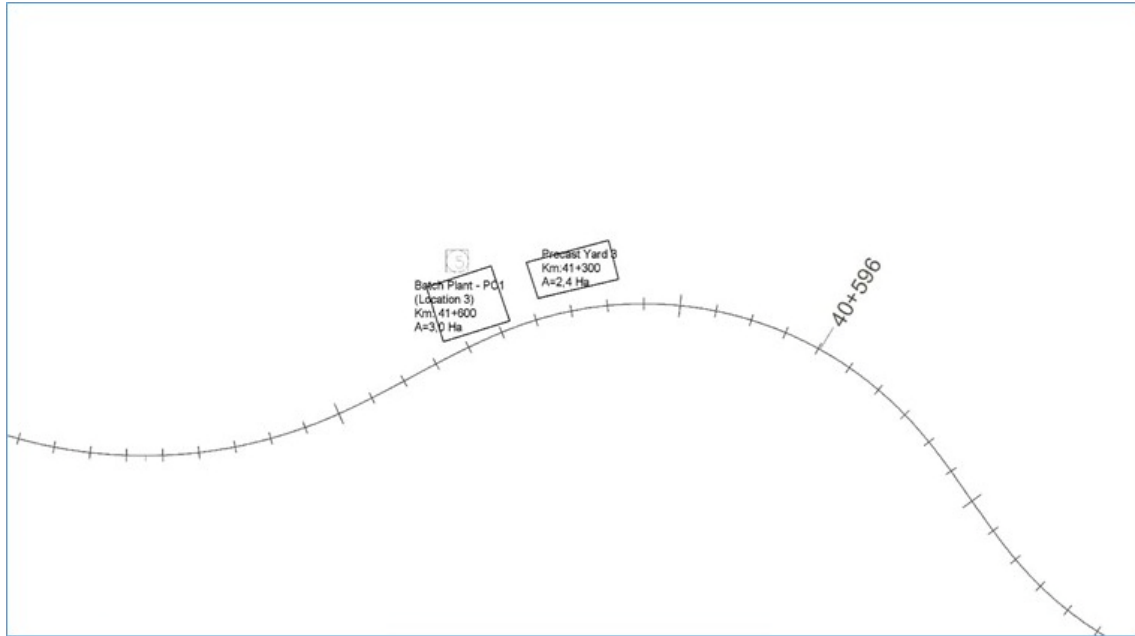 5
Precast Yard 3
Km:41+300
A=2,4 Ha
Batch Plant - PC1
(Location 3)
Km: 41+600
A=3,0 Ha
40+596